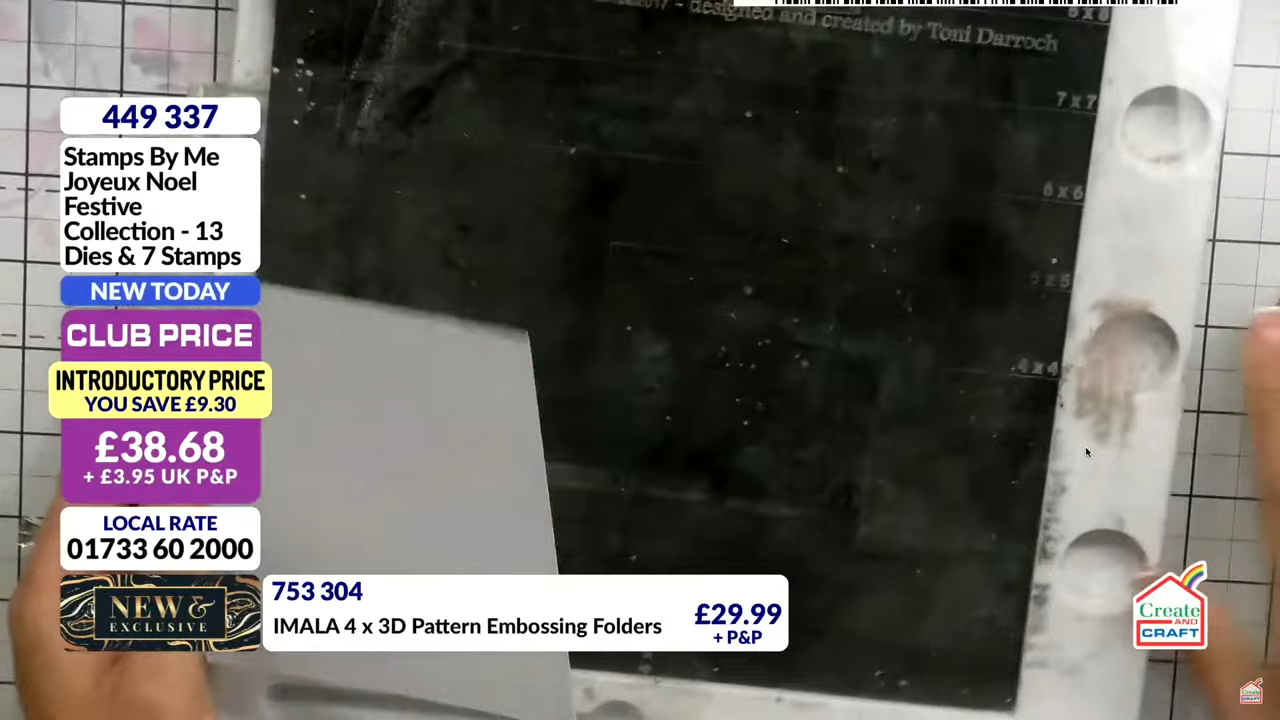 designed and created by Toni Darroch
7 x 7
6 x 6
5 x 5
4 x 4
449 337
Stamps By Me
Joyeux Noel
Festive
Collection - 13
Dies & 7 Stamps
NEW TODAY
CLUB PRICE
INTRODUCTORY PRICE
YOU SAVE £9.30
£38.68
+ £3.95 UK P&P
LOCAL RATE
01733 60 2000
NEW &
EXCLUSIVE
753 304
IMALA 4 x 3D Pattern Embossing Folders
£29.99
+ P&P
Create
AND
CRAFT